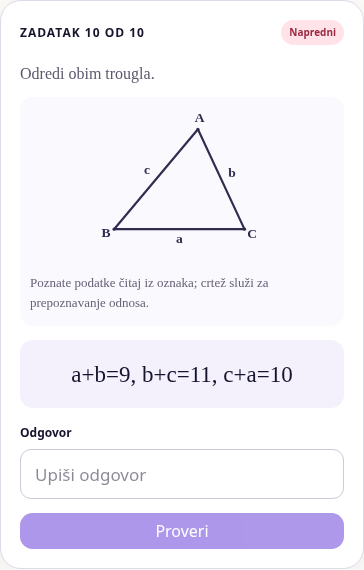 ZADATAK 10 OD 10
Napredni
Odredi obim trougla.
A
c
b
B
C
a
Poznate podatke čitaj iz oznaka; crtež služi za
prepoznavanje odnosa.
a+b=9, b+c=11, c+a=10
Odgovor
Upiši odgovor
Proveri